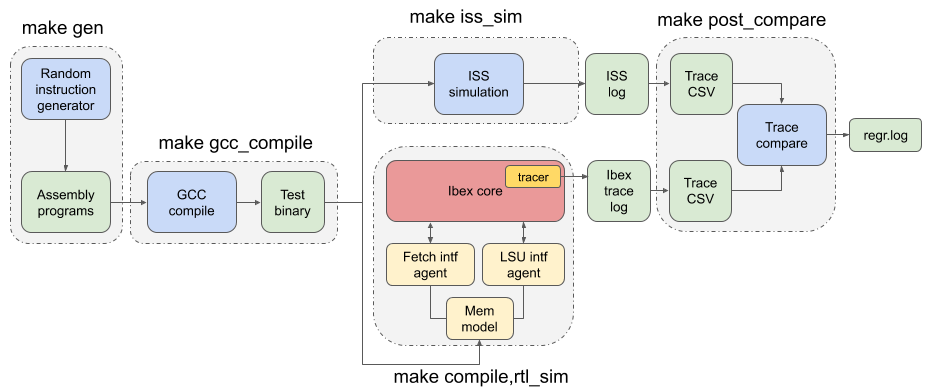 make gen
Random
instruction
generator
Assembly
programs
make gcc_compile
GCC
compile
Test
binary
make iss_sim
ISS
simulation
ISS
log
make compile,rtl_sim
Ibex core
tracer
Fetch intf
agent
LSU intf
agent
Mem
model
Ibex
trace
log
make post_compare
Trace
CSV
Trace
compare
Trace
CSV
regr.log